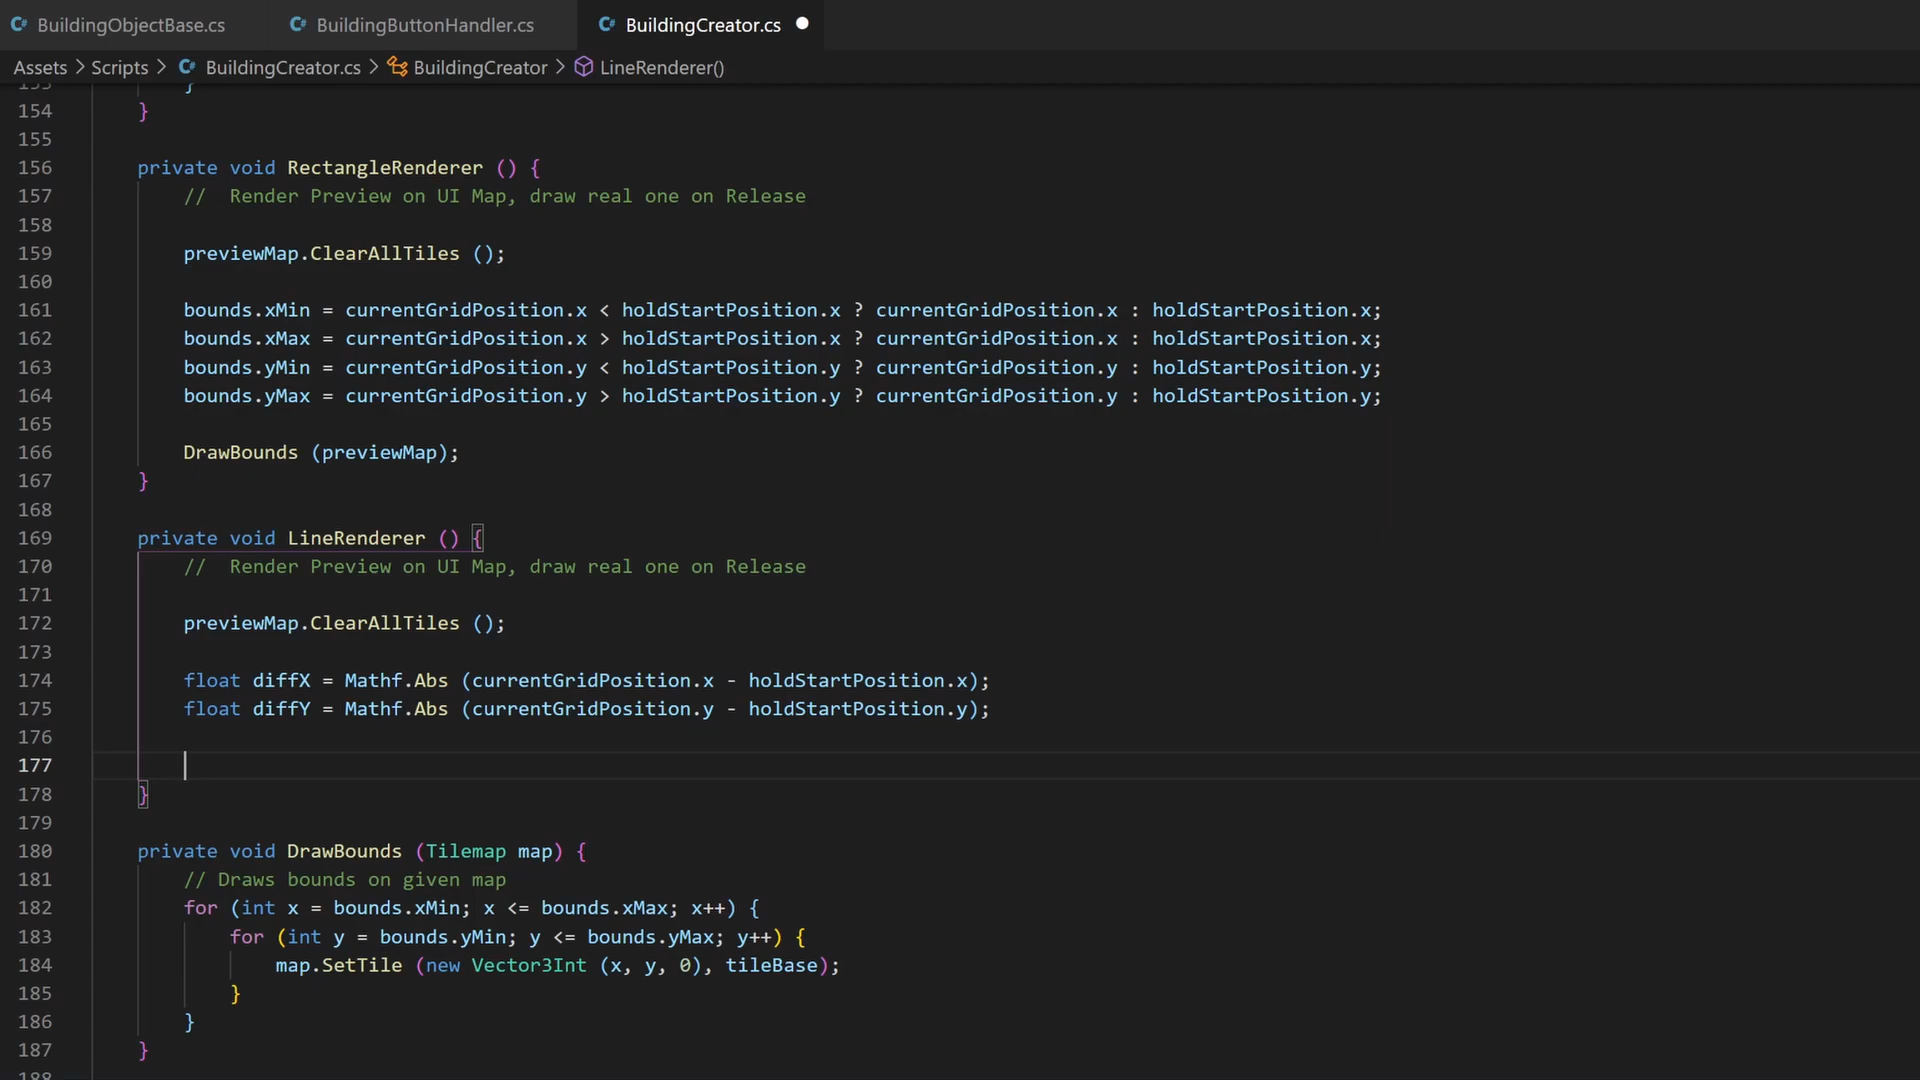 BuildingObjectBase.cs BuildingButtonHandler.cs BuildingCreator.cs
Assets > Scripts > BuildingCreator.cs > BuildingCreator > LineRenderer()
153 }
154 }
155
156 private void RectangleRenderer () {
157 //  Render Preview on UI Map, draw real one on Release
158
159 previewMap.ClearAllTiles ();
160
161 bounds.xMin = currentGridPosition.x < holdStartPosition.x ? currentGridPosition.x : holdStartPosition.x;
162 bounds.xMax = currentGridPosition.x > holdStartPosition.x ? currentGridPosition.x : holdStartPosition.x;
163 bounds.yMin = currentGridPosition.y < holdStartPosition.y ? currentGridPosition.y : holdStartPosition.y;
164 bounds.yMax = currentGridPosition.y > holdStartPosition.y ? currentGridPosition.y : holdStartPosition.y;
165
166 DrawBounds (previewMap);
167 }
168
169 private void LineRenderer () {
170 //  Render Preview on UI Map, draw real one on Release
171
172 previewMap.ClearAllTiles ();
173
174 float diffX = Mathf.Abs (currentGridPosition.x - holdStartPosition.x);
175 float diffY = Mathf.Abs (currentGridPosition.y - holdStartPosition.y);
176
177
178 }
179
180 private void DrawBounds (Tilemap map) {
181 // Draws bounds on given map
182 for (int x = bounds.xMin; x <= bounds.xMax; x++) {
183 for (int y = bounds.yMin; y <= bounds.yMax; y++) {
184 map.SetTile (new Vector3Int (x, y, 0), tileBase);
185 }
186 }
187 }
188